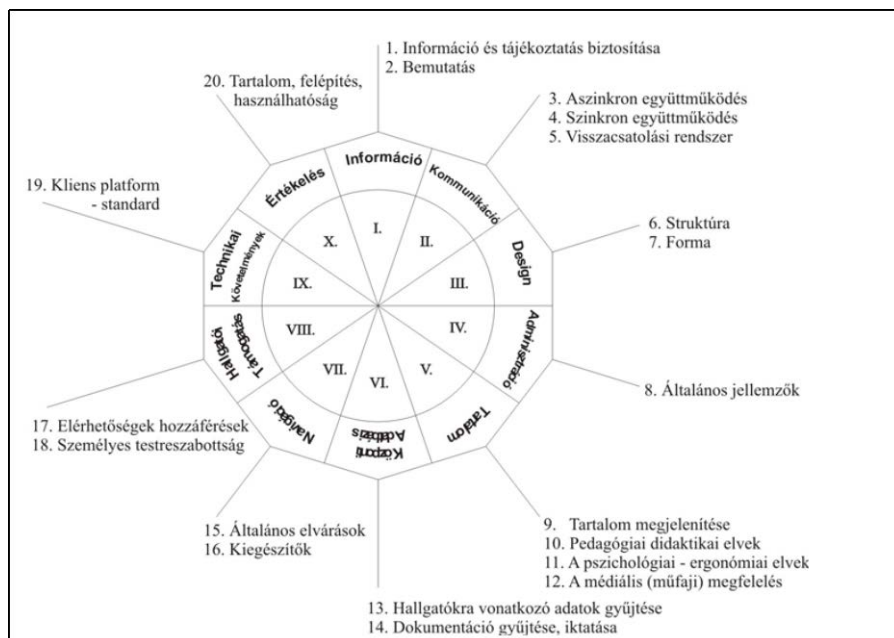 1. Információ és tájékoztatás biztosítása
2. Bemutatás
20. Tartalom, felépítés,
használhatóság
3. Aszinkron együttműködés
4. Szinkron együttműködés
5. Visszacsatolási rendszer
19. Kliens platform
- standard
6. Struktúra
7. Forma
Információ
Kommunikáció
Design
Adminisztráció
Tartalom
Központi
Adatbázis
Navigáció
Hallgatói
Támogatás
Technikai
Követelmények
Értékelés
I.
II.
III.
IV.
V.
VI.
VII.
VIII.
IX.
X.
8. Általános jellemzők
17. Elérhetőségek hozzáférések
18. Személyes testreszabottság
15. Általános elvárások
16. Kiegészítők
9. Tartalom megjelenítése
10. Pedagógiai didaktikai elvek
11. A pszichológiai - ergonómiai elvek
12. A médiális (műfaji) megfelelés
13. Hallgatókra vonatkozó adatok gyűjtése
14. Dokumentáció gyűjtése, iktatása